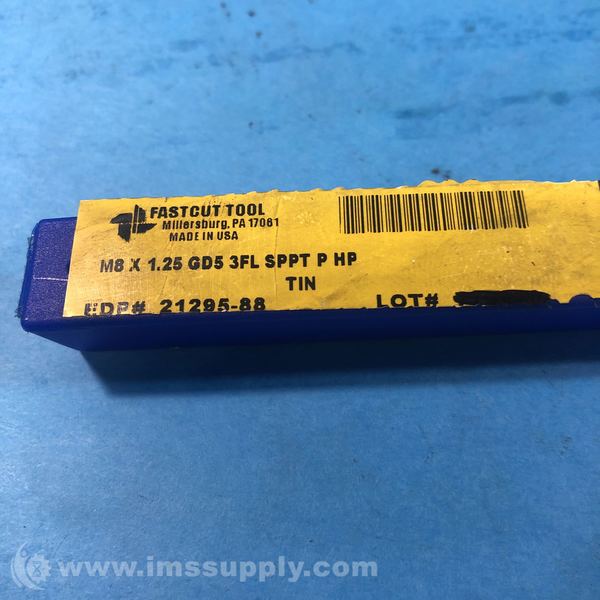 FASTCUT TOOL
Millersburg, PA 17061
MADE IN USA
M8 X 1.25 GD5 3FL SPPT P HP
TIN
EDP# 21295-88 LOT#
www.imssupply.com